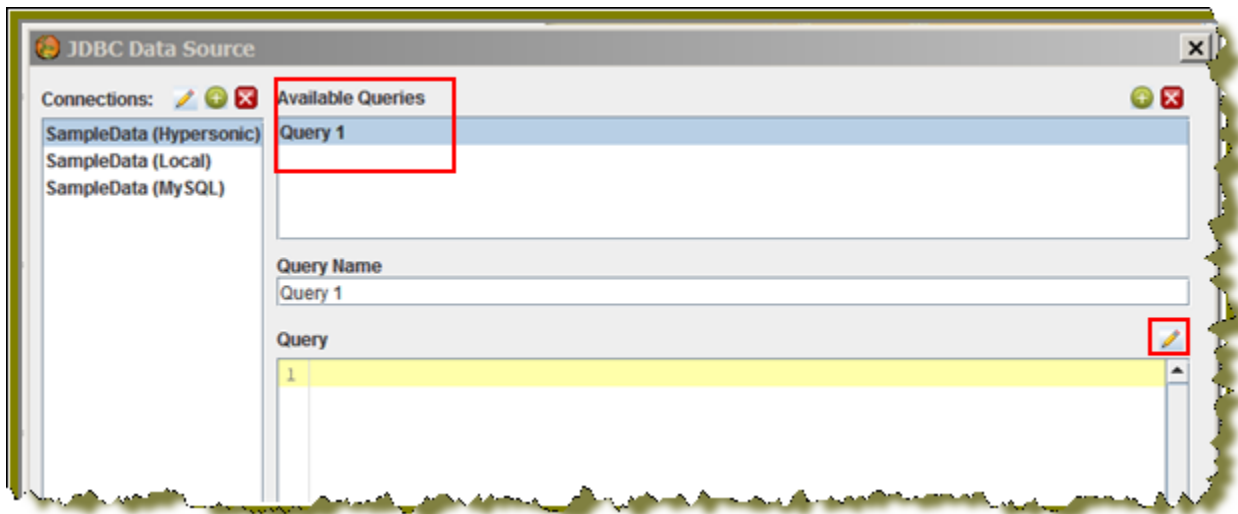 JDBC Data Source
Connections:
SampleData (Hypersonic)
SampleData (Local)
SampleData (MySQL)
Available Queries
Query 1
Query Name
Query 1
Query
1